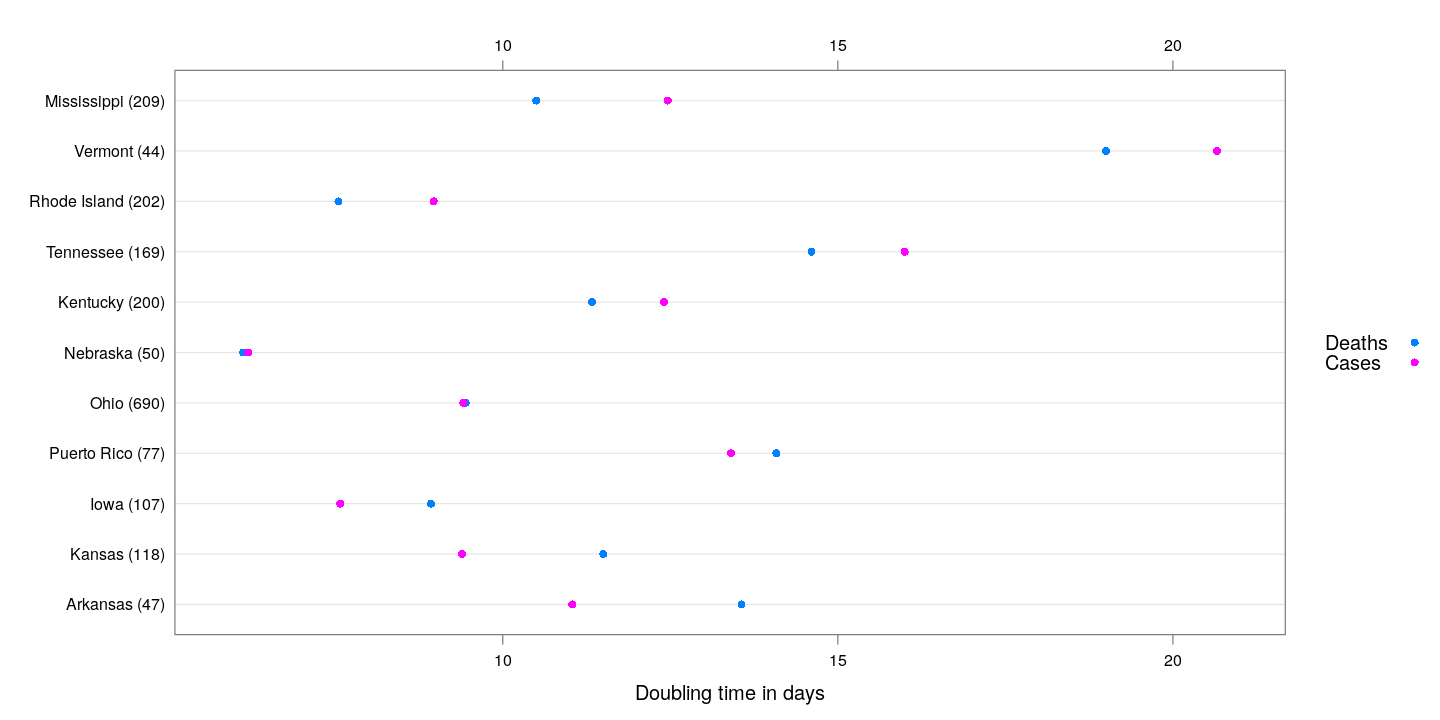 10 15 20
Mississippi (209)
Vermont (44)
Rhode Island (202)
Tennessee (169)
Kentucky (200)
Nebraska (50)
Ohio (690)
Puerto Rico (77)
Iowa (107)
Kansas (118)
Arkansas (47)
10 15 20
Doubling time in days
Deaths
Cases